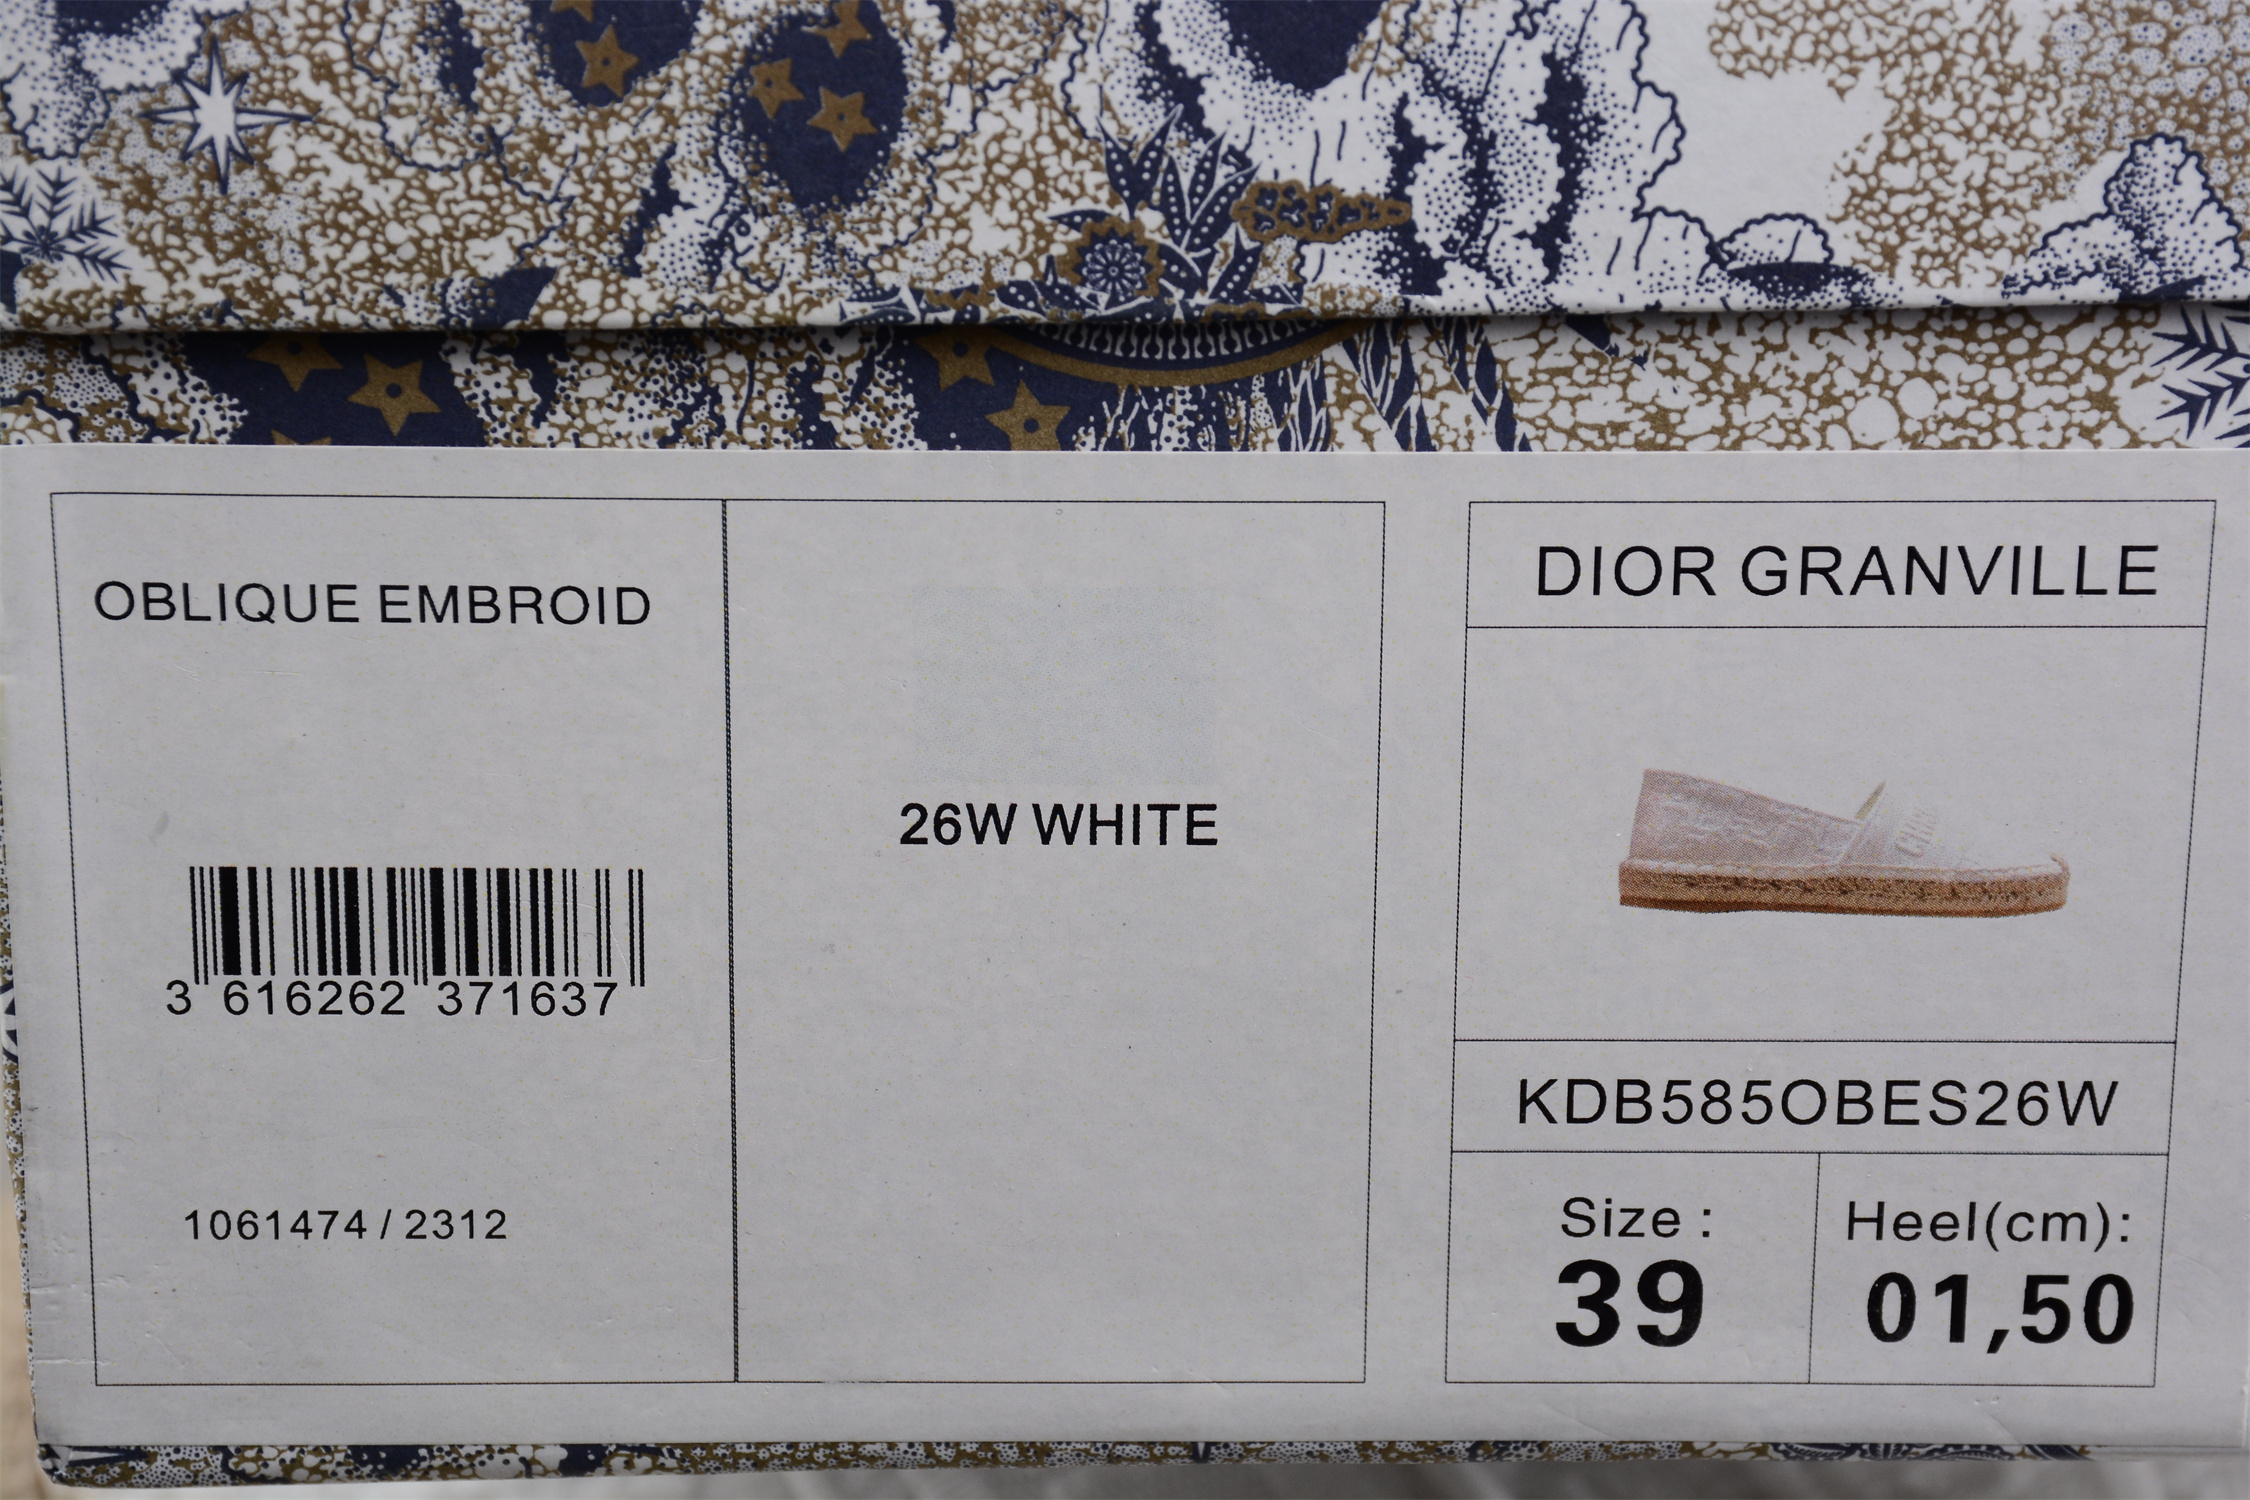 OBLIQUE EMBROID
3 616262 371637
1061474 / 2312
26W WHITE
DIOR GRANVILLE
KDB585OBES26W
Size :
39
Heel(cm):
01,50